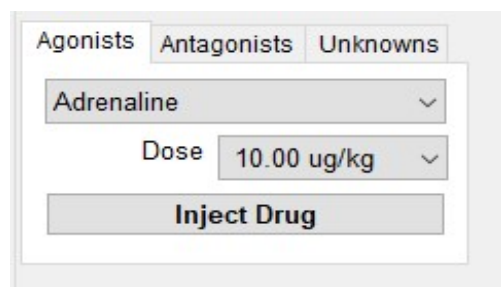 Agonists Antagonists Unknowns
Adrenaline
Dose 10.00 ug/kg
Inject Drug